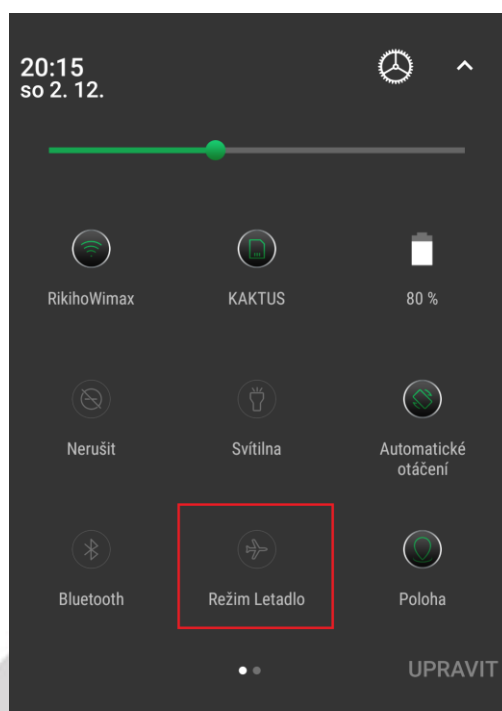 20:15
so 2. 12.
RikihoWimax
KAKTUS
80 %
Nerušit
Svítilna
Automatické
otáčení
Bluetooth
Režim Letadlo
Poloha
UPRAVIT